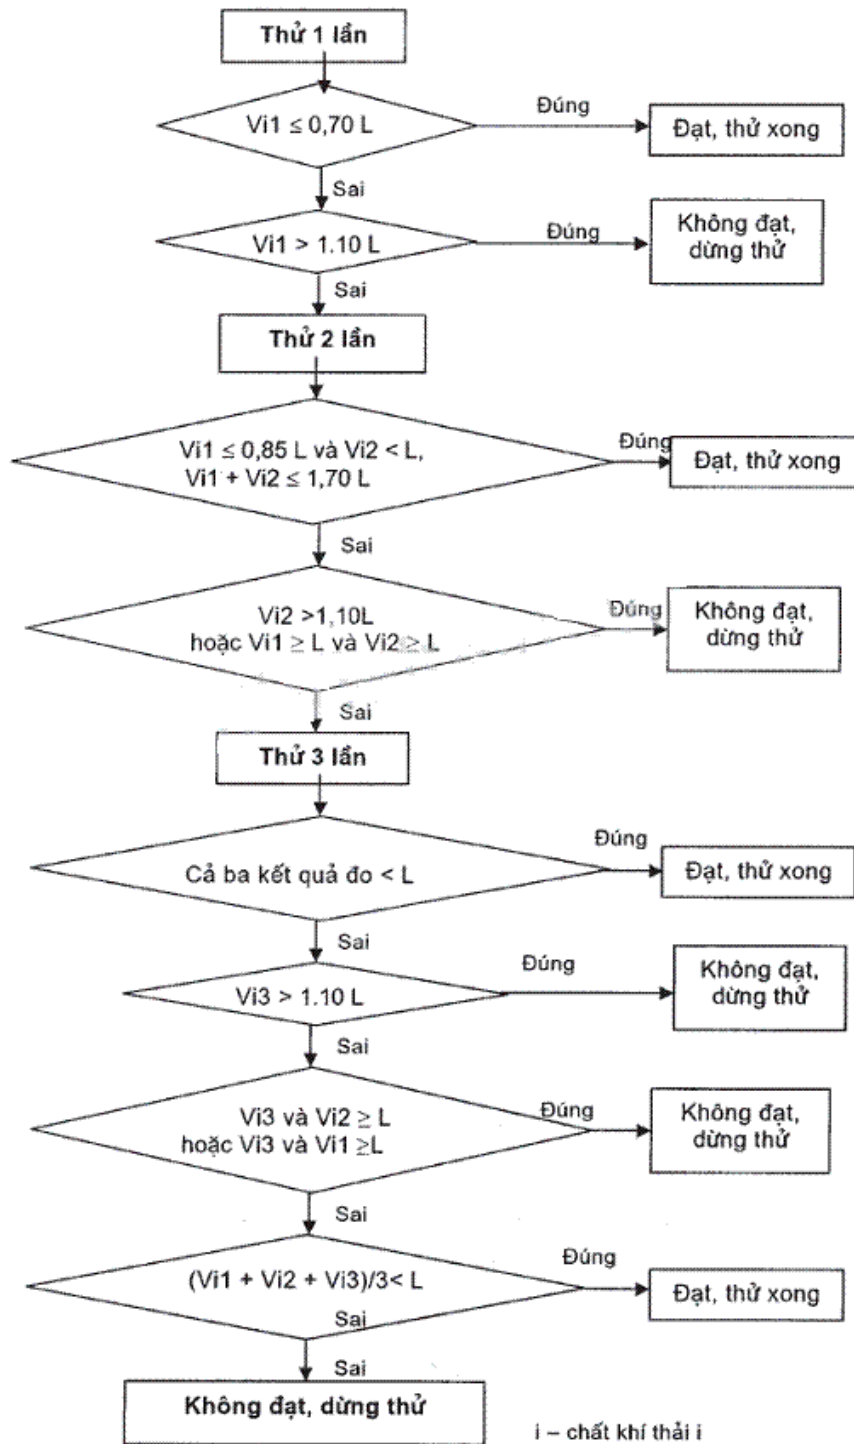 Thử 1 lần
Vi1 ≤ 0,70 L
Đúng
Đạt, thử xong
Sai
Vi1 > 1.10 L
Đúng
Không đạt,
dừng thử
Sai
Thử 2 lần
Vi1 ≤ 0,85 L và Vi2 < L,
Vi1 + Vi2 ≤ 1,70 L
Đúng
Đạt, thử xong
Sai
Vi2 >1,10L
hoặc Vi1 ≥ L và Vi2 ≥ L
Đúng
Không đạt,
dừng thử
Sai
Thử 3 lần
Cả ba kết quả đo < L
Đúng
Đạt, thử xong
Sai
Vi3 > 1.10 L
Đúng
Không đạt,
dừng thử
Sai
Vi3 và Vi2 ≥ L
hoặc Vi3 và Vi1 ≥L
Đúng
Không đạt,
dừng thử
Sai
(Vi1 + Vi2 + Vi3)/3< L
Đúng
Đạt, thử xong
Sai
Sai
Không đạt, dừng thử
i – chất khí thải i